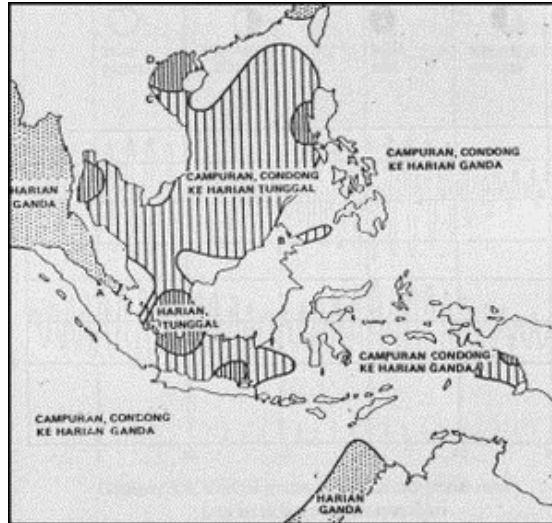 D
C
CAMPURAN, CONDONG
KE HARIAN TUNGGAL
CAMPURAN, CONDONG
KE HARIAN GANDA
HARIAN
GANDA
B
A
HARIAN,
TUNGGAL
CAMPURAN CONDONG
KE HARIAN GANDA
CAMPURAN, CONDONG
KE HARIAN GANDA
HARIAN
GANDA